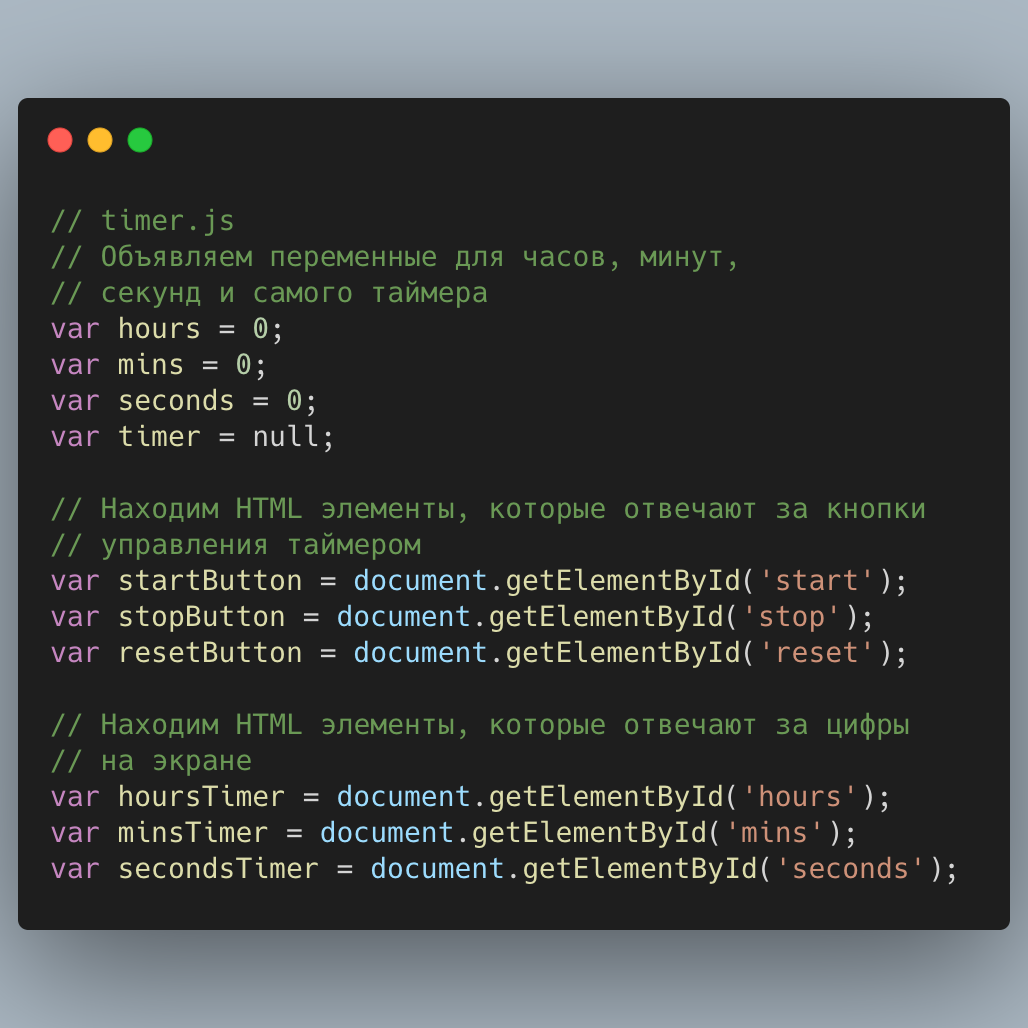 // timer.js
// Объявляем переменные для часов, минут,
// секунд и самого таймера
var hours = 0;
var mins = 0;
var seconds = 0;
var timer = null;

// Находим HTML элементы, которые отвечают за кнопки
// управления таймером
var startButton = document.getElementById('start');
var stopButton = document.getElementById('stop');
var resetButton = document.getElementById('reset');

// Находим HTML элементы, которые отвечают за цифры
// на экране
var hoursTimer = document.getElementById('hours');
var minsTimer = document.getElementById('mins');
var secondsTimer = document.getElementById('seconds');